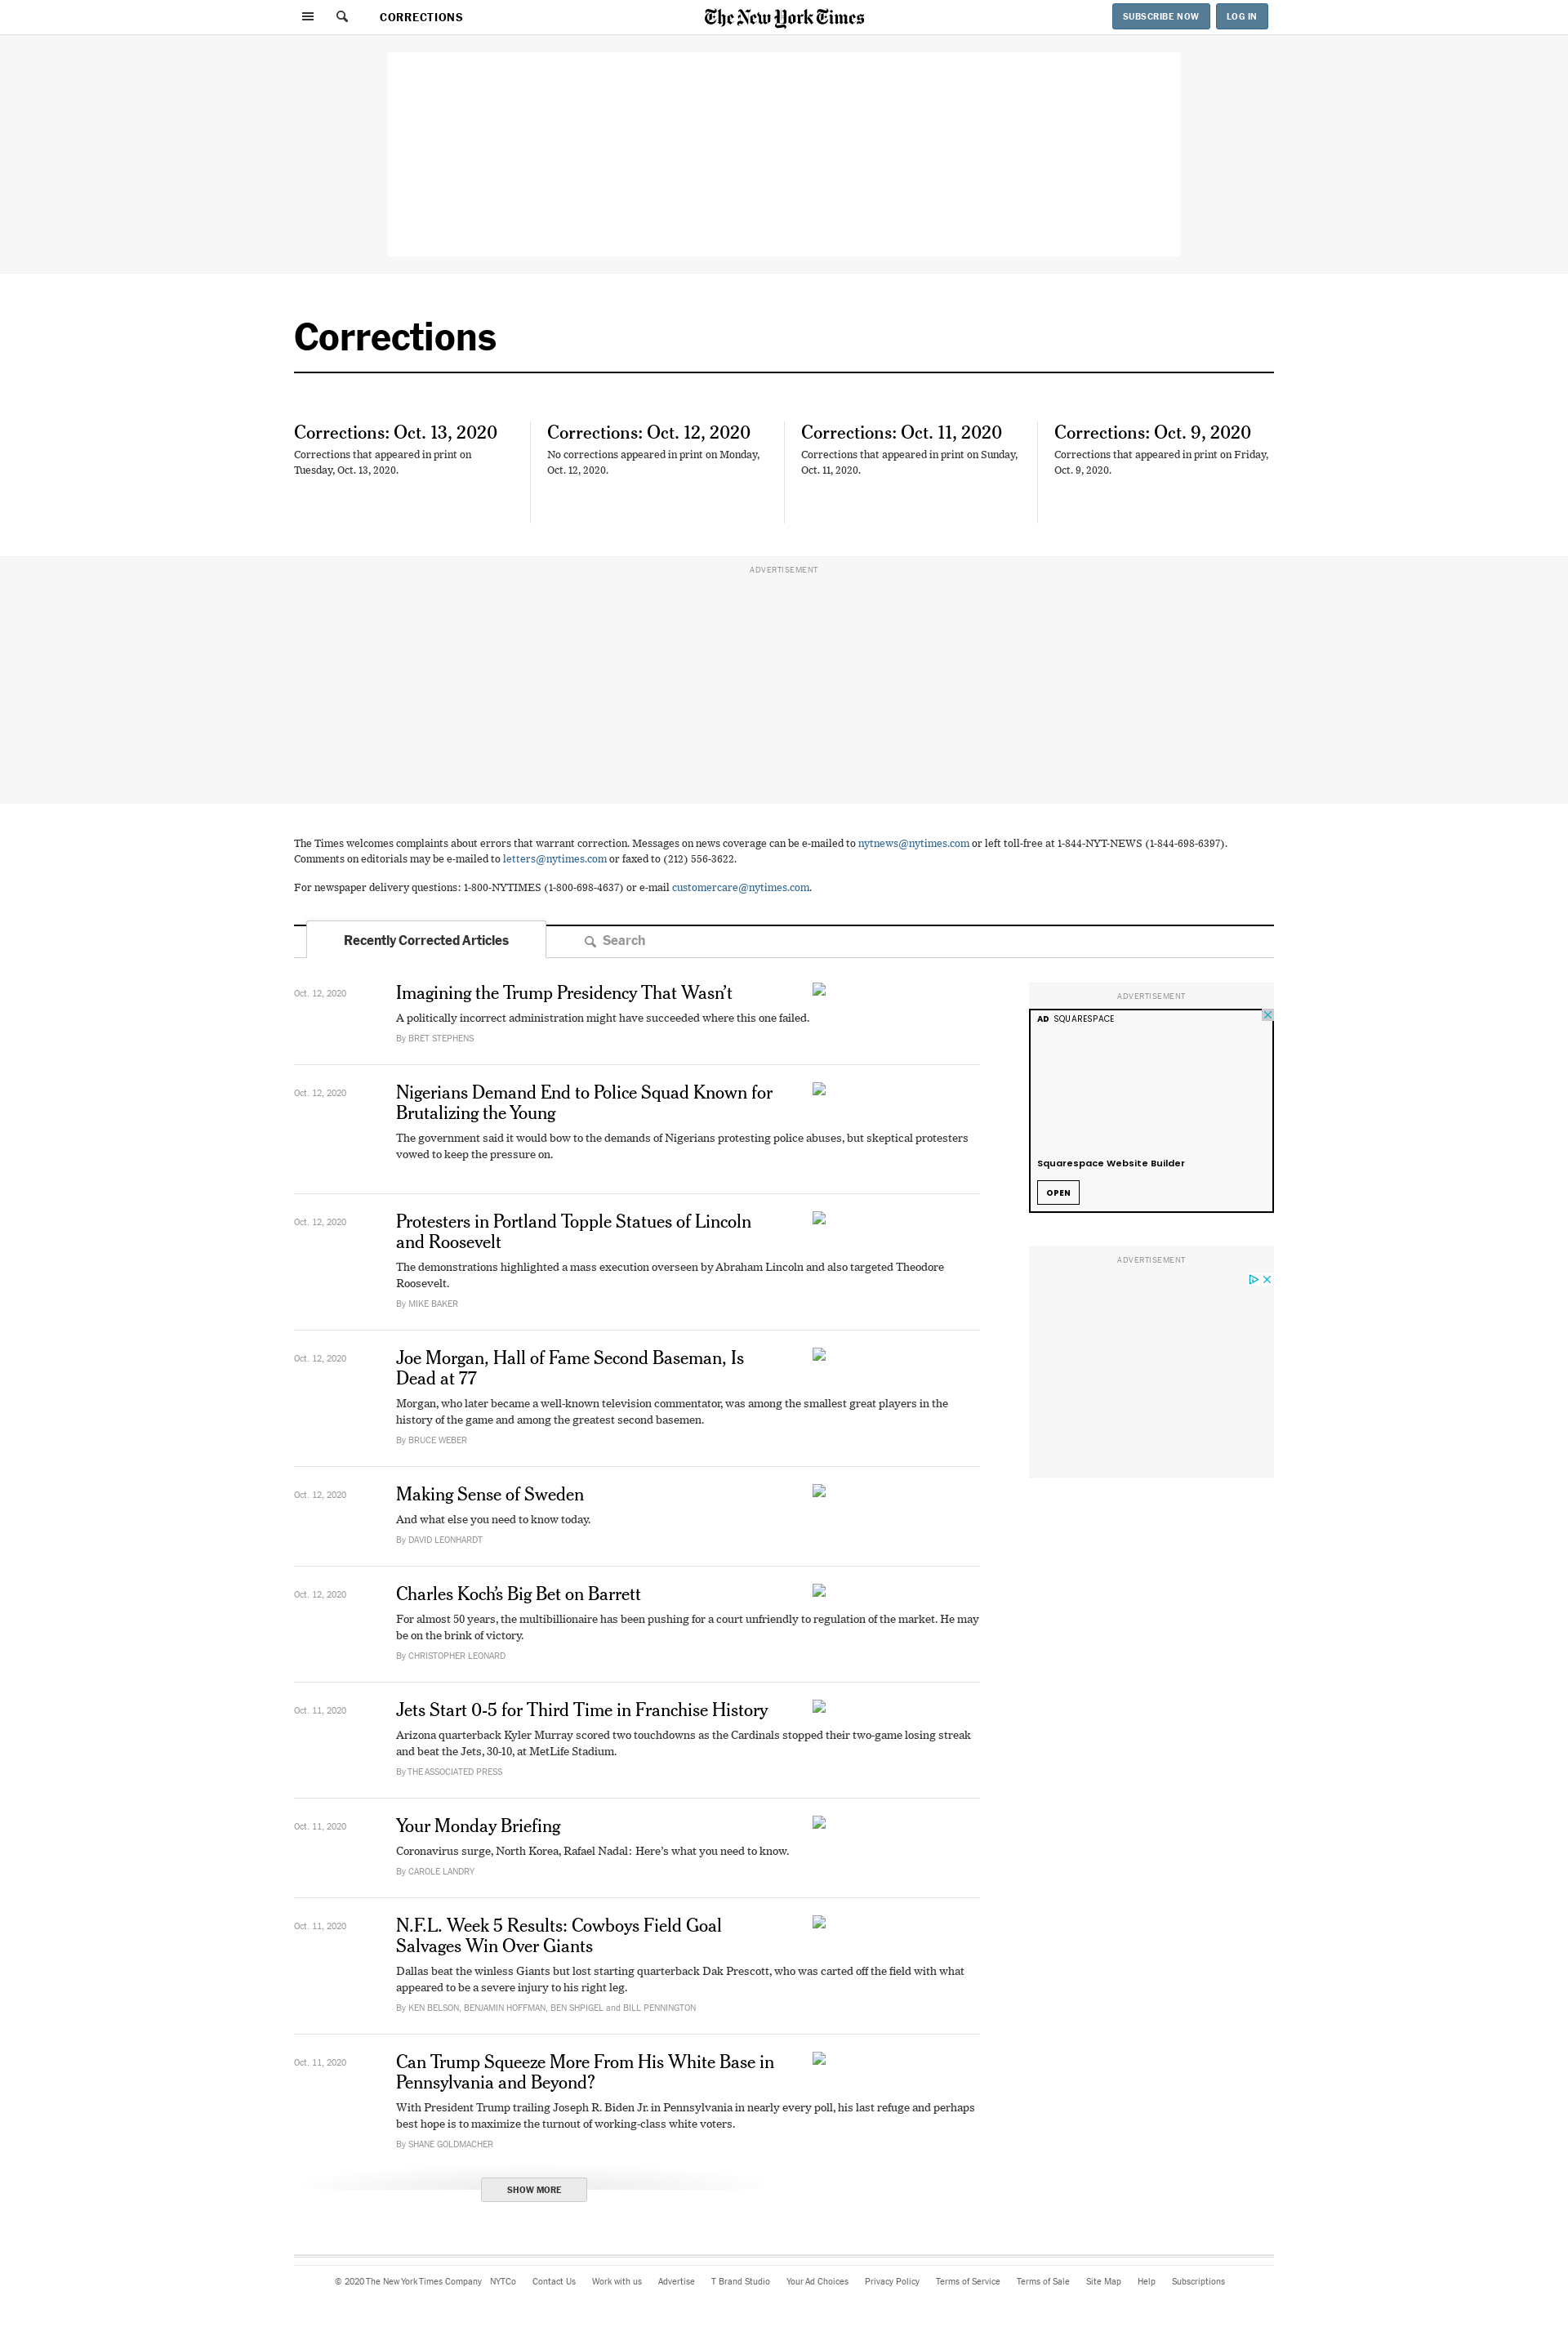 CORRECTIONS
The New York Times
SUBSCRIBE NOW
LOG IN
Corrections
Corrections: Oct. 13, 2020
Corrections that appeared in print on
Tuesday, Oct. 13, 2020.
Corrections: Oct. 12, 2020
No corrections appeared in print on Monday,
Oct. 12, 2020.
Corrections: Oct. 11, 2020
Corrections that appeared in print on Sunday,
Oct. 11, 2020.
Corrections: Oct. 9, 2020
Corrections that appeared in print on Friday,
Oct. 9, 2020.
ADVERTISEMENT
The Times welcomes complaints about errors that warrant correction. Messages on news coverage can be e-mailed to nytnews@nytimes.com or left toll-free at 1-844-NYT-NEWS (1-844-698-6397).
Comments on editorials may be e-mailed to letters@nytimes.com or faxed to (212) 556-3622.
For newspaper delivery questions: 1-800-NYTIMES (1-800-698-4637) or e-mail customercare@nytimes.com.
Recently Corrected Articles
Search
Oct. 12, 2020
Imagining the Trump Presidency That Wasn’t
A politically incorrect administration might have succeeded where this one failed.
By BRET STEPHENS
Oct. 12, 2020
Nigerians Demand End to Police Squad Known for
Brutalizing the Young
The government said it would bow to the demands of Nigerians protesting police abuses, but skeptical protesters
vowed to keep the pressure on.
Oct. 12, 2020
Protesters in Portland Topple Statues of Lincoln
and Roosevelt
The demonstrations highlighted a mass execution overseen by Abraham Lincoln and also targeted Theodore
Roosevelt.
By MIKE BAKER
Oct. 12, 2020
Joe Morgan, Hall of Fame Second Baseman, Is
Dead at 77
Morgan, who later became a well-known television commentator, was among the smallest great players in the
history of the game and among the greatest second basemen.
By BRUCE WEBER
Oct. 12, 2020
Making Sense of Sweden
And what else you need to know today.
By DAVID LEONHARDT
Oct. 12, 2020
Charles Koch’s Big Bet on Barrett
For almost 50 years, the multibillionaire has been pushing for a court unfriendly to regulation of the market. He may
be on the brink of victory.
By CHRISTOPHER LEONARD
Oct. 11, 2020
Jets Start 0-5 for Third Time in Franchise History
Arizona quarterback Kyler Murray scored two touchdowns as the Cardinals stopped their two-game losing streak
and beat the Jets, 30-10, at MetLife Stadium.
By THE ASSOCIATED PRESS
Oct. 11, 2020
Your Monday Briefing
Coronavirus surge, North Korea, Rafael Nadal: Here’s what you need to know.
By CAROLE LANDRY
Oct. 11, 2020
N.F.L. Week 5 Results: Cowboys Field Goal
Salvages Win Over Giants
Dallas beat the winless Giants but lost starting quarterback Dak Prescott, who was carted off the field with what
appeared to be a severe injury to his right leg.
By KEN BELSON, BENJAMIN HOFFMAN, BEN SHPIGEL and BILL PENNINGTON
Oct. 11, 2020
Can Trump Squeeze More From His White Base in
Pennsylvania and Beyond?
With President Trump trailing Joseph R. Biden Jr. in Pennsylvania in nearly every poll, his last refuge and perhaps
best hope is to maximize the turnout of working-class white voters.
By SHANE GOLDMACHER
SHOW MORE
ADVERTISEMENT
AD SQUARESPACE
Squarespace Website Builder
OPEN
ADVERTISEMENT
© 2020 The New York Times Company NYTCo Contact Us Work with us Advertise T Brand Studio Your Ad Choices Privacy Policy Terms of Service Terms of Sale Site Map Help Subscriptions